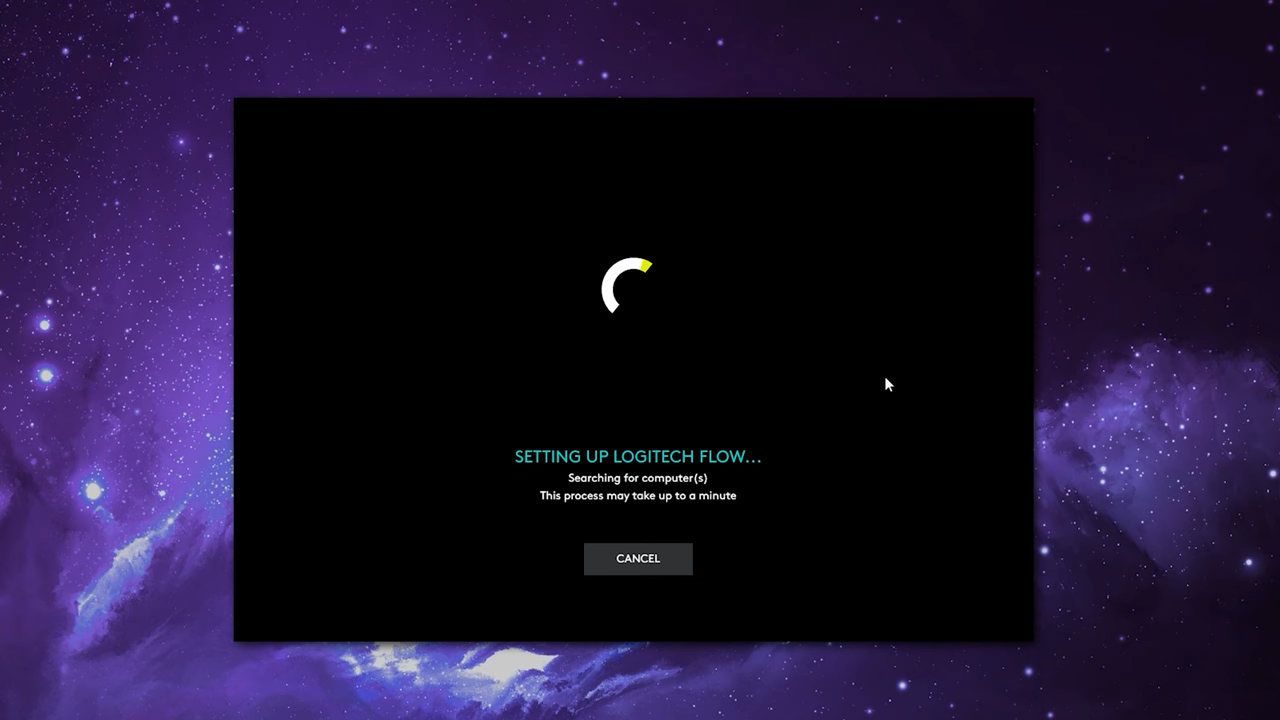 SETTING UP LOGITECH FLOW...
Searching for computer(s)
This process may take up to a minute
CANCEL